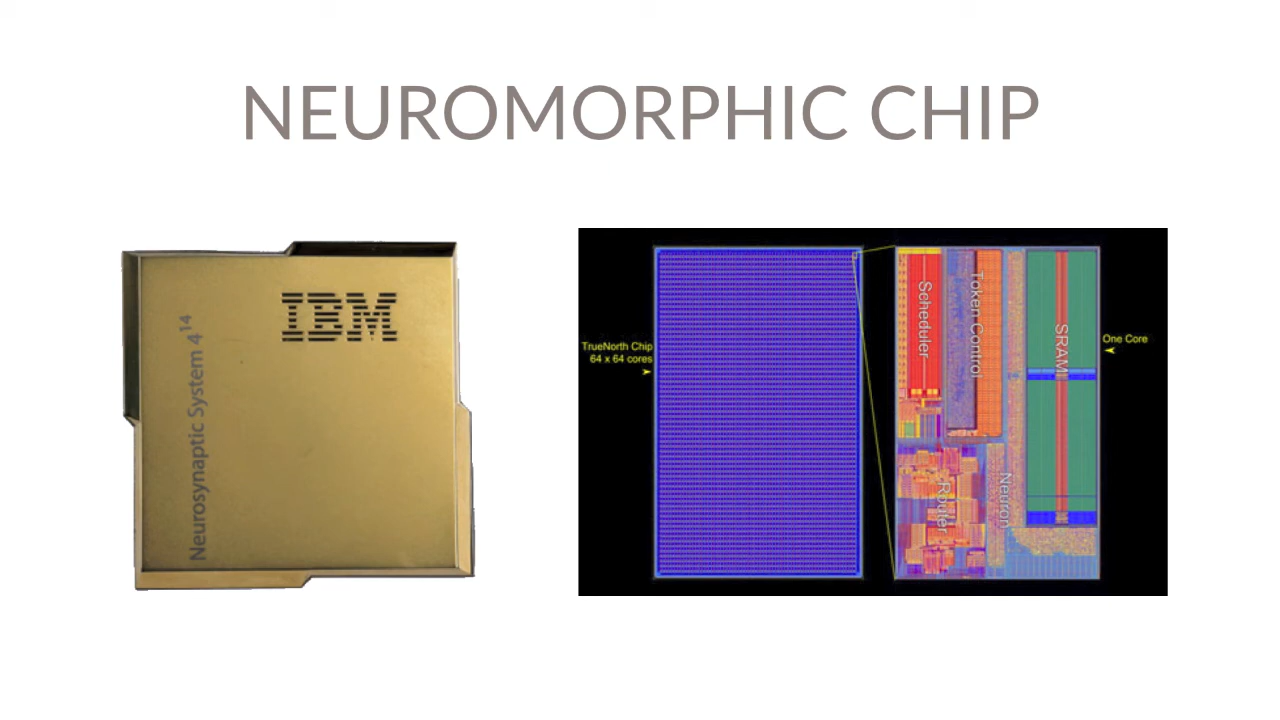 NEUROMORPHIC CHIP
IBM
Neurosynaptic System 4¹⁴
TrueNorth Chip
64 x 64 cores
Scheduler
Token Control
SRAM
One Core
Router
Neuron